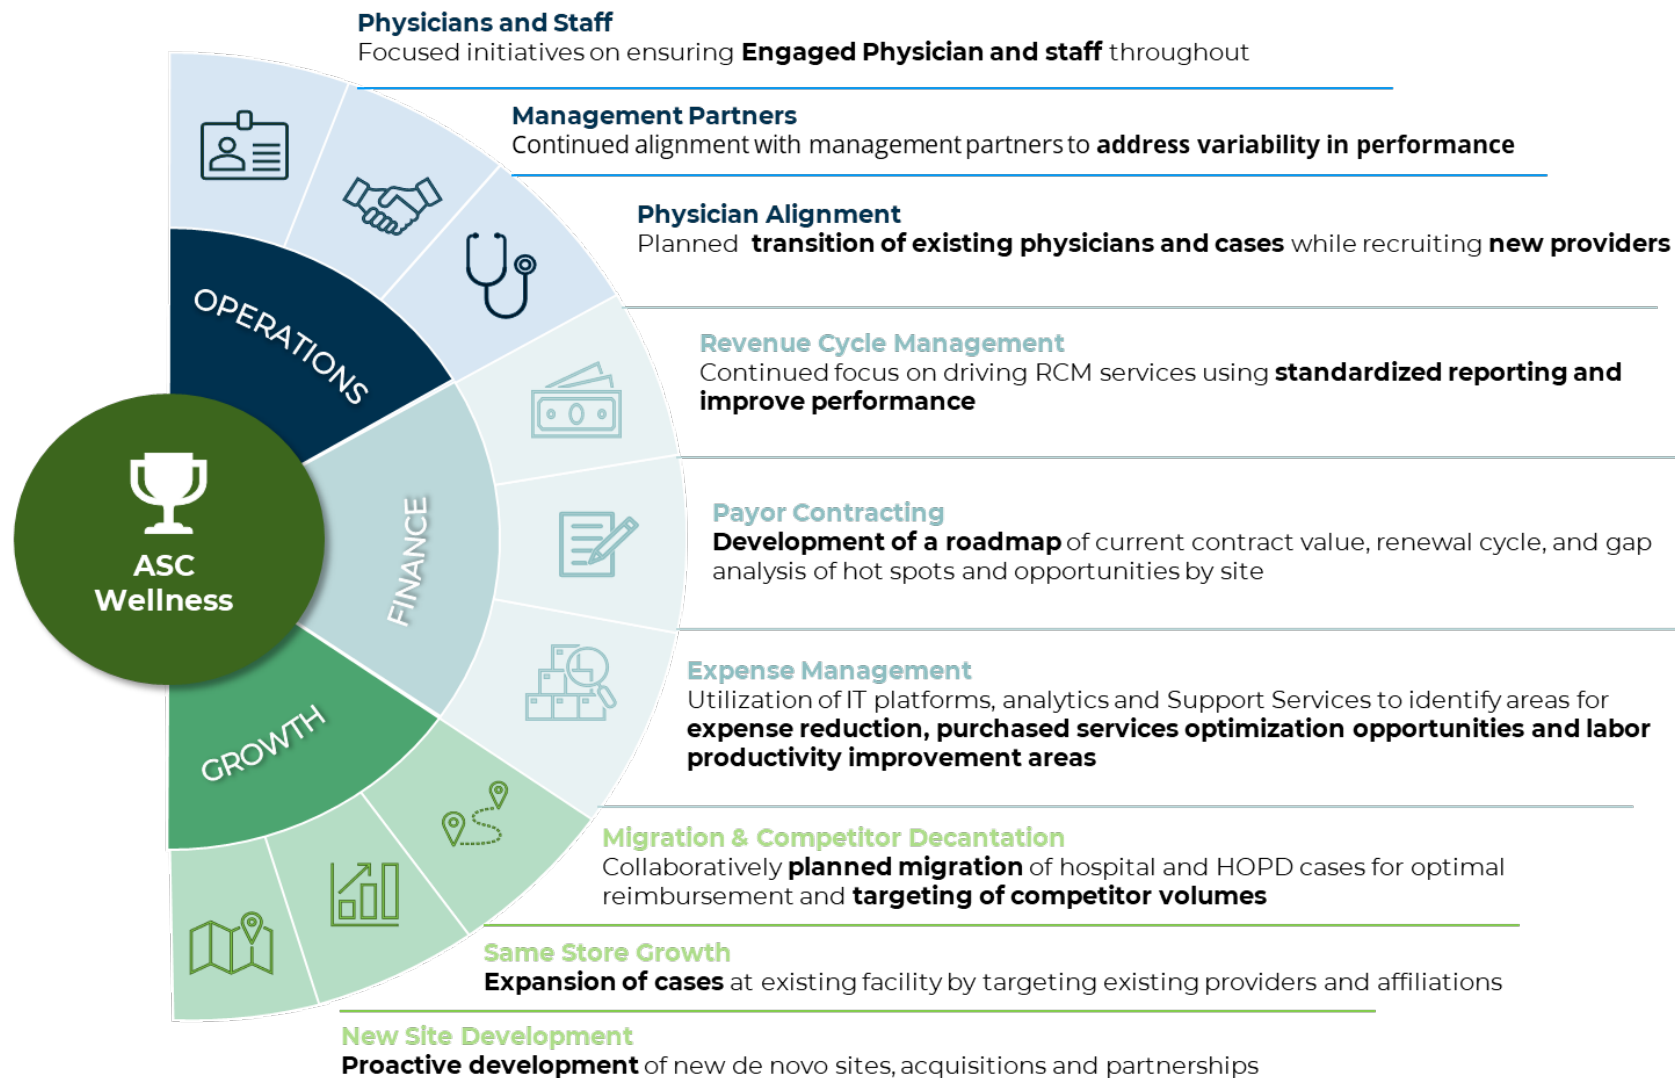 Physicians and Staff
Focused initiatives on ensuring Engaged Physician and staff throughout
Management Partners
Continued alignment with management partners to address variability in performance
Physician Alignment
Planned transition of existing physicians and cases while recruiting new providers
OPERATIONS
Revenue Cycle Management
Continued focus on driving RCM services using standardized reporting and
improve performance
ASC
Wellness
FINANCE
Payor Contracting
Development of a roadmap of current contract value, renewal cycle, and gap
analysis of hot spots and opportunities by site
Expense Management
Utilization of IT platforms, analytics and Support Services to identify areas for
expense reduction, purchased services optimization opportunities and labor
productivity improvement areas
GROWTH
Migration & Competitor Decantation
Collaboratively planned migration of hospital and HOPD cases for optimal
reimbursement and targeting of competitor volumes
Same Store Growth
Expansion of cases at existing facility by targeting existing providers and affiliations
New Site Development
Proactive development of new de novo sites, acquisitions and partnerships